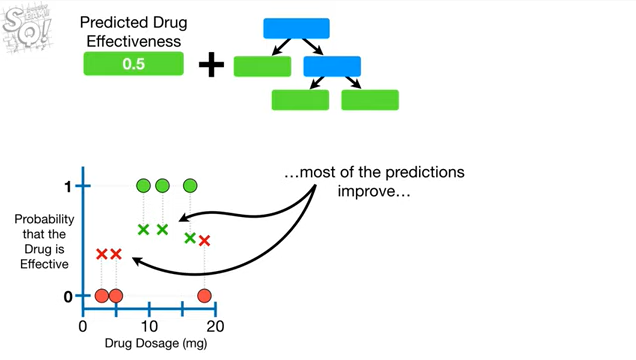 SQ!
Predicted Drug
Effectiveness
0.5
+
…most of the predictions
improve…
1
Probability
that the
Drug is
Effective
0
0
10
20
Drug Dosage (mg)